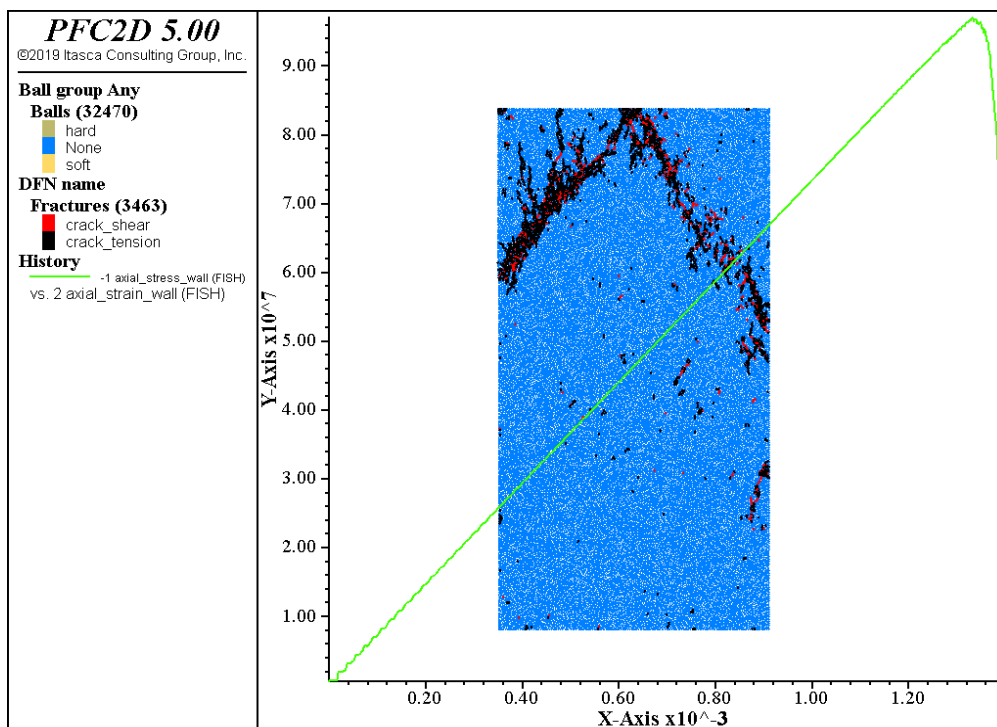 PFC2D 5.00
©2019 Itasca Consulting Group, Inc.
Ball group Any
Balls (32470)
hard
None
soft
DFN name
Fractures (3463)
crack_shear
crack_tension
History
-1 axial_stress_wall (FISH)
vs. 2 axial_strain_wall (FISH)
Y-Axis x10^7
9.00
8.00
7.00
6.00
5.00
4.00
3.00
2.00
1.00
0.20
0.40
0.60
0.80
1.00
1.20
X-Axis x10^-3